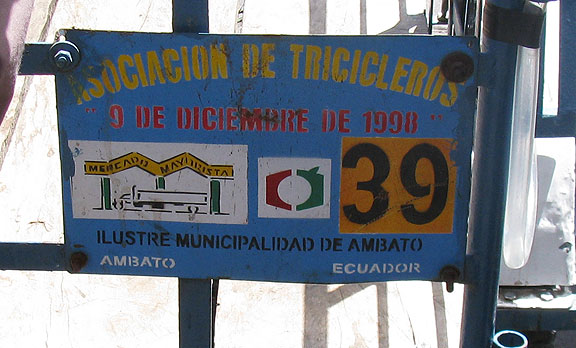 ASOCIACION DE TRICICLEROS
"9 DE DICIEMBRE DE 1998"
MERCADO MAYORISTA
39
ILUSTRE MUNICIPALIDAD DE AMBATO
AMBATO ECUADOR